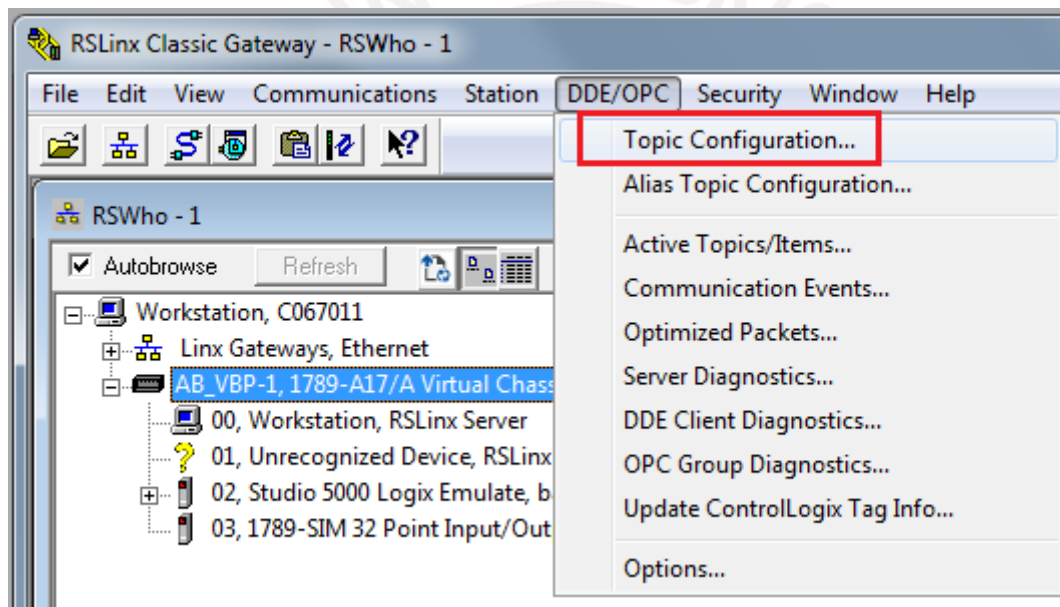 RSLinx Classic Gateway - RSWho - 1
File Edit View Communications Station DDE/OPC Security Window Help
Topic Configuration...
Alias Topic Configuration...
Active Topics/Items...
Communication Events...
Optimized Packets...
Server Diagnostics...
DDE Client Diagnostics...
OPC Group Diagnostics...
Update ControlLogix Tag Info...
Options...
RSWho - 1
Autobrowse Refresh
Workstation, C067011
Linx Gateways, Ethernet
AB_VBP-1, 1789-A17/A Virtual Chass
00, Workstation, RSLinx Server
01, Unrecognized Device, RSLinx
02, Studio 5000 Logix Emulate, b
03, 1789-SIM 32 Point Input/Out